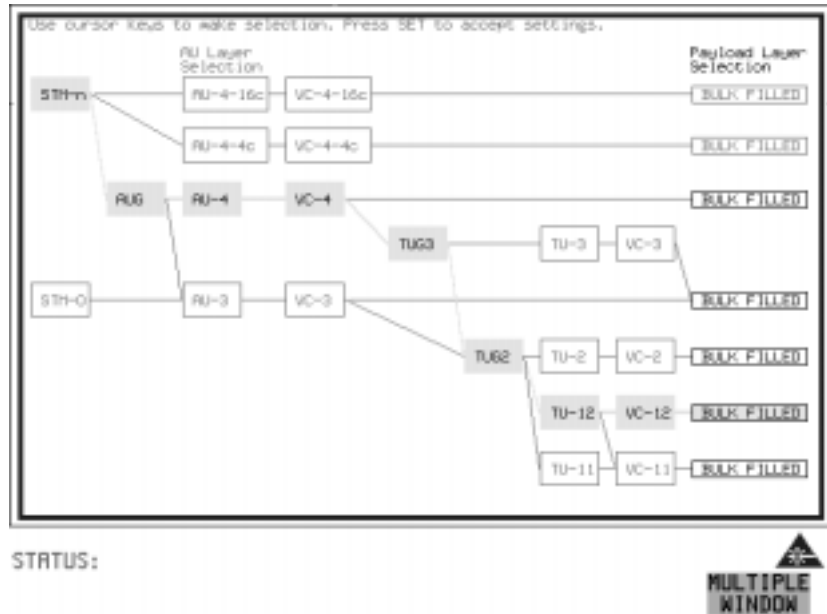 Use cursor Keys to make selection. Press SET to accept settings.
AU Layer
Selection
Payload Layer
Selection
STM-n
AU-4-16c
VC-4-16c
BULK FILLED
AU-4-4c
VC-4-4c
BULK FILLED
AUG
AU-4
VC-4
BULK FILLED
TUG3
TU-3
VC-3
STM-0
AU-3
VC-3
BULK FILLED
TUG2
TU-2
VC-2
BULK FILLED
TU-12
VC-12
BULK FILLED
TU-11
VC-11
BULK FILLED
STATUS:
MULTIPLE
WINDOW